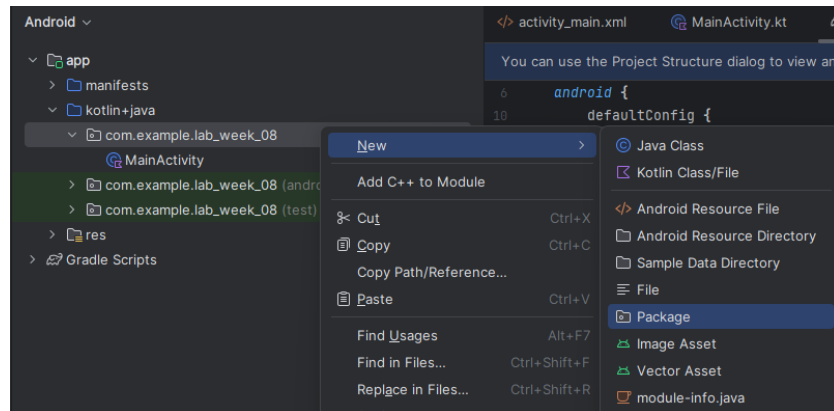 Android
activity_main.xml
MainActivity.kt
app
You can use the Project Structure dialog to view an
manifests
6 android {
kotlin+java
10 defaultConfig {
com.example.lab_week_08
MainActivity
com.example.lab_week_08 (andro
com.example.lab_week_08 (test)
res
Gradle Scripts
New
Add C++ to Module
Cut Ctrl+X
Copy Ctrl+C
Copy Path/Reference...
Paste Ctrl+V
Find Usages Alt+F7
Find in Files... Ctrl+Shift+F
Replace in Files... Ctrl+Shift+R
Java Class
Kotlin Class/File
Android Resource File
Android Resource Directory
Sample Data Directory
File
Package
Image Asset
Vector Asset
module-info.java